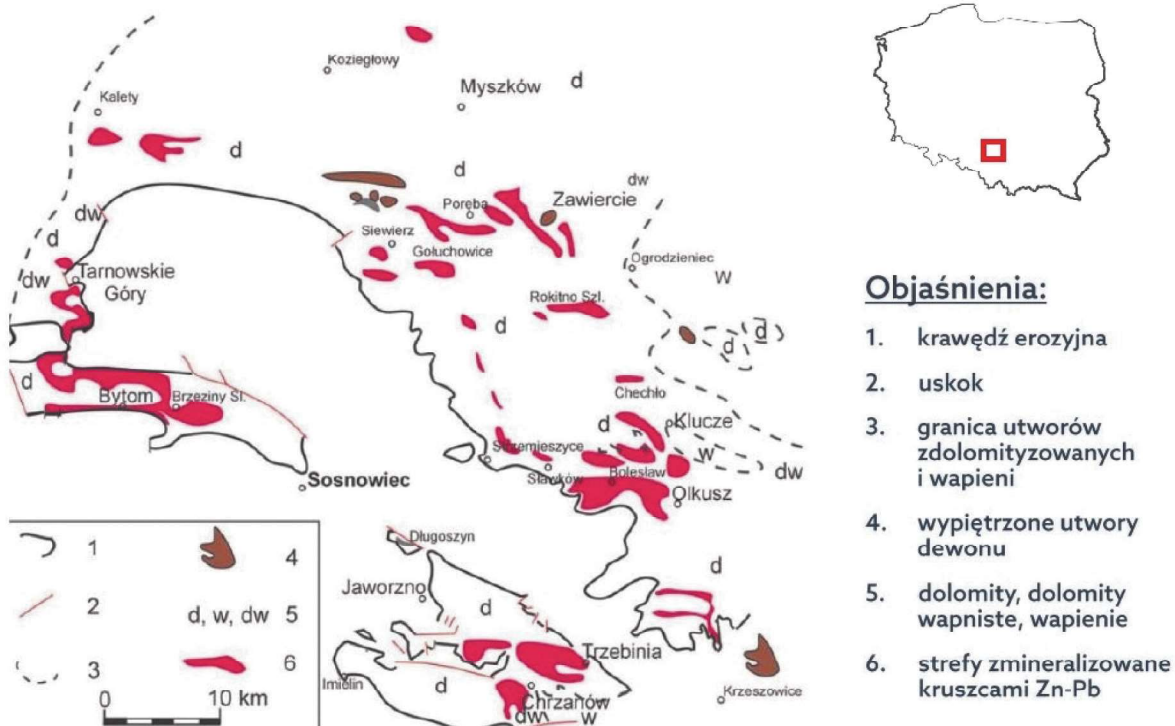 Koziegłowy
Myszków
d
Kalety
d
d
dw
Zawiercie
Poręba
dw
Siewierz
Gołuchowice
d
Ogrodzieniec
dw
Tarnowskie
Góry
W
Rokitno Szl.
d
d
d
d
Chechło
Bytom
Brzeziny Śl.
d
Klucze
w
Strzemieszyce
dw
Sławków
Bolesław
Sosnowiec
Olkusz
Długoszyn
d
Jaworzno
d
Trzebinia
Imielin
d
Chrzanów
Krzeszowice
dw
w
1
4
2
d, w, dw
5
3
6
0
10 km
Objaśnienia:
1. krawędź erozyjna
2. uskok
3. granica utworów
zdolomityzowanych
i wapieni
4. wypiętrzone utwory
dewonu
5. dolomity, dolomity
wapniste, wapienie
6. strefy zmineralizowane
kruszcami Zn-Pb